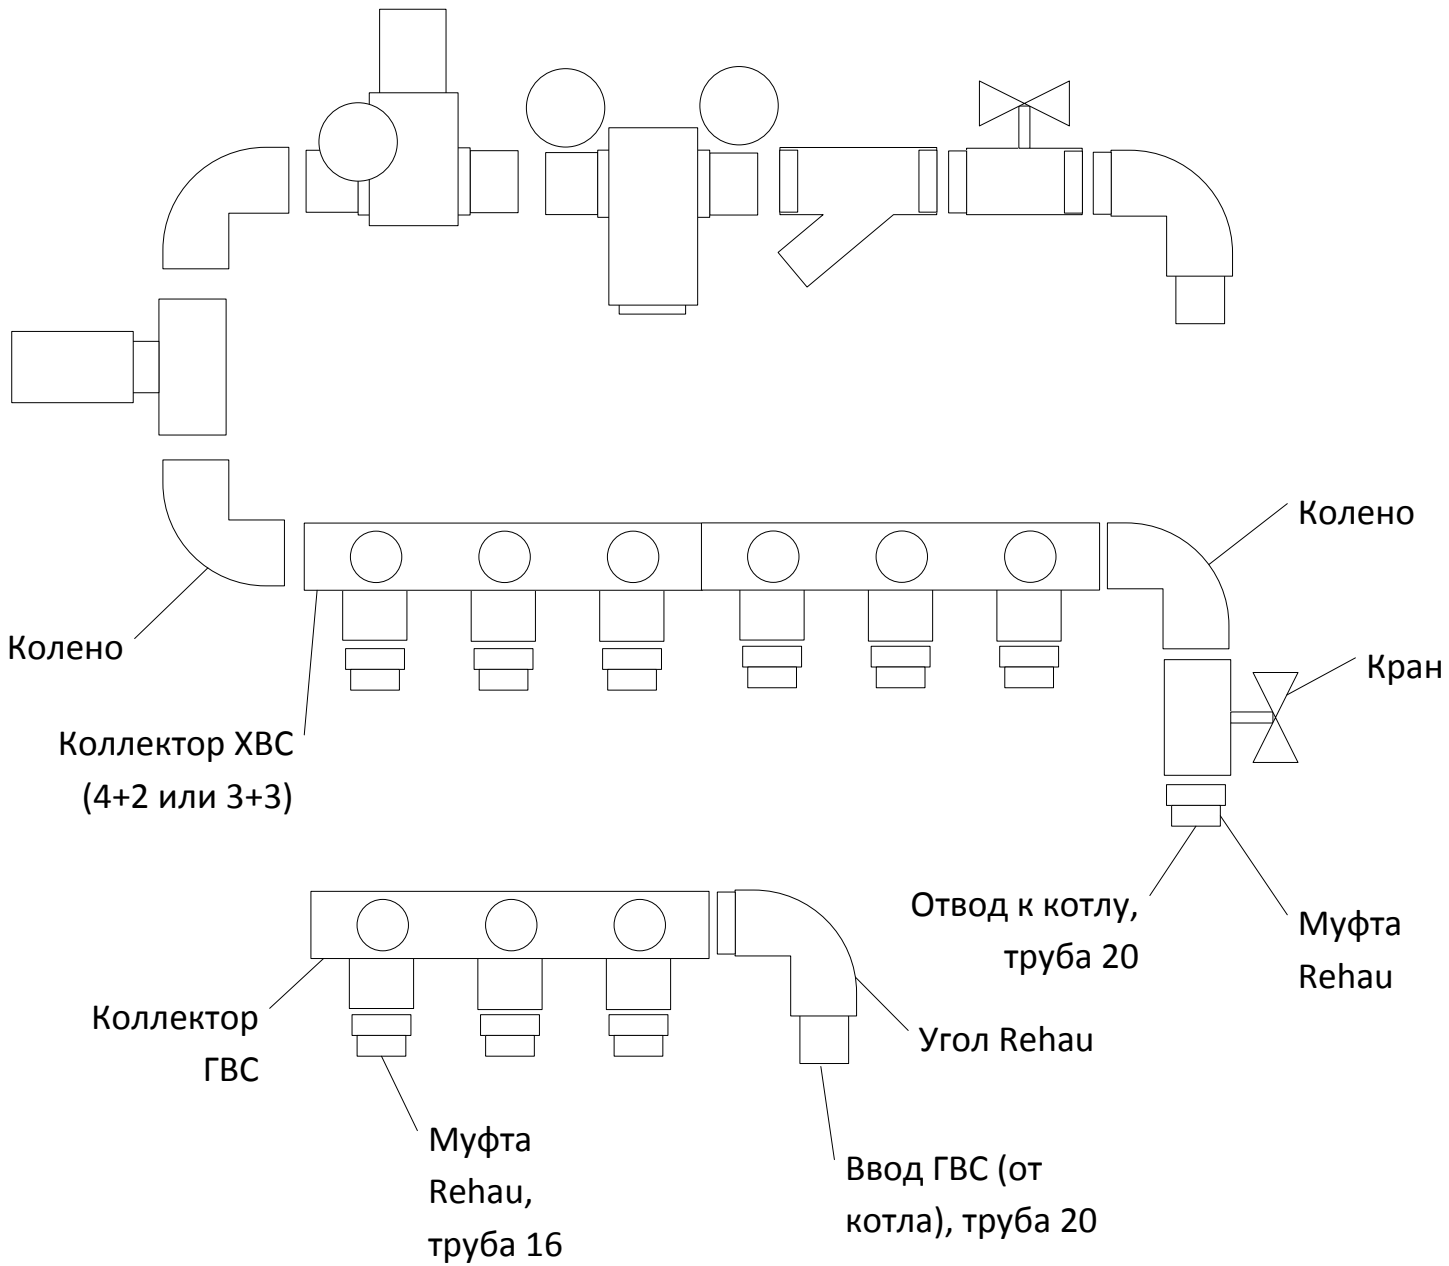 Колено
Колено
Кран
Коллектор ХВС
(4+2 или 3+3)
Отвод к котлу,
труба 20
Муфта
Rehau
Коллектор
ГВС
Угол Rehau
Муфта
Rehau,
труба 16
Ввод ГВС (от
котла), труба 20